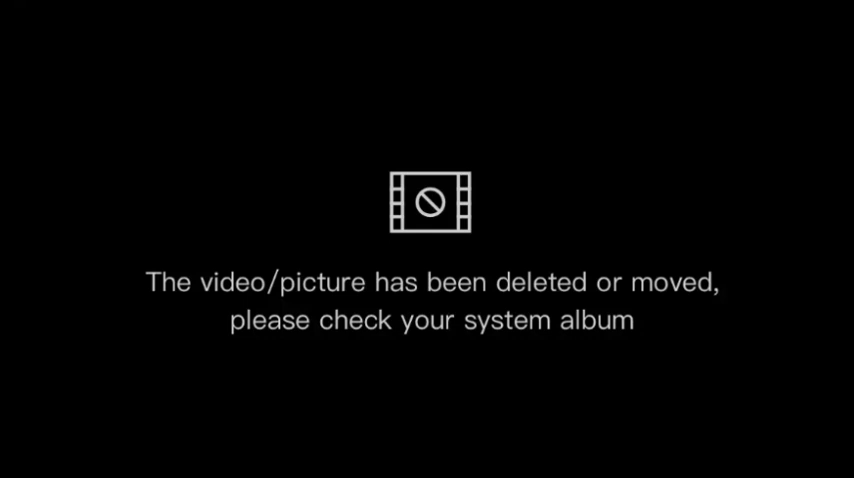 The video/picture has been deleted or moved,
please check your system album